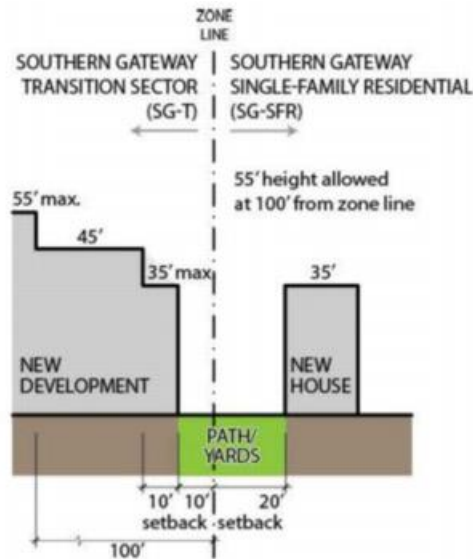 ZONE
LINE
SOUTHERN GATEWAY
TRANSITION SECTOR
(SG-T)
SOUTHERN GATEWAY
SINGLE-FAMILY RESIDENTIAL
(SG-SFR)
55' height allowed
at 100' from zone line
55' max.
45'
35' max
35'
NEW
DEVELOPMENT
NEW
HOUSE
PATH/
YARDS
10' 10' 20'
setback setback
100'